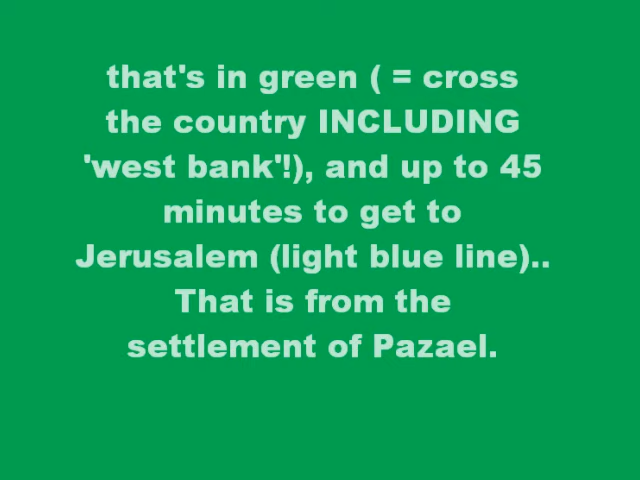 that's in green ( = cross
the country INCLUDING
'west bank'!), and up to 45
minutes to get to
Jerusalem (light blue line)..
That is from the
settlement of Pazael.